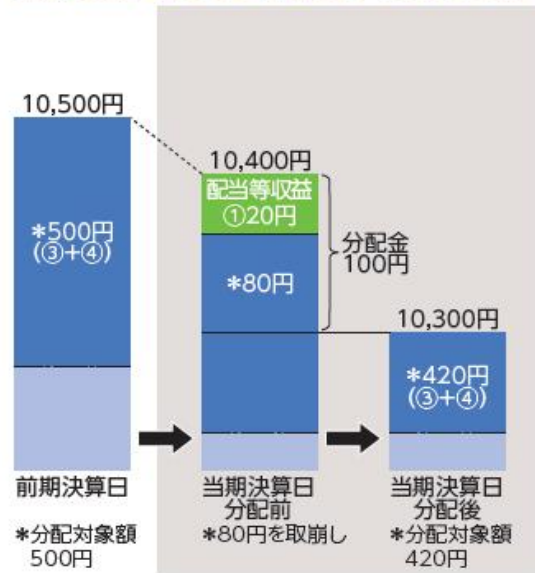 10,500円
*500円
(③+④)
前期決算日
*分配対象額
500円
10,400円
配当等収益
①20円
*80円
分配金
100円
当期決算日
分配前
*80円を取崩し
10,300円
*420円
(③+④)
当期決算日
分配後
*分配対象額
420円